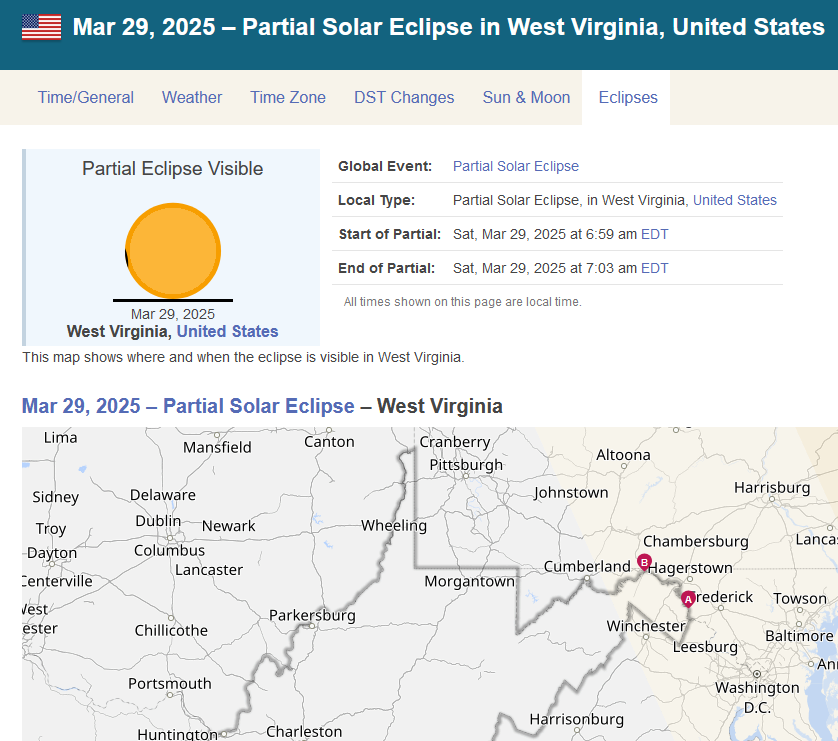 Mar 29, 2025 – Partial Solar Eclipse in West Virginia, United States
Time/General Weather Time Zone DST Changes Sun & Moon Eclipses
Partial Eclipse Visible
Mar 29, 2025
West Virginia, United States
Global Event: Partial Solar Eclipse
Local Type: Partial Solar Eclipse, in West Virginia, United States
Start of Partial: Sat, Mar 29, 2025 at 6:59 am EDT
End of Partial: Sat, Mar 29, 2025 at 7:03 am EDT
All times shown on this page are local time.
This map shows where and when the eclipse is visible in West Virginia.
Mar 29, 2025 – Partial Solar Eclipse – West Virginia
Lima
Mansfield
Canton
Cranberry
Pittsburgh
Altoona
Johnstown
Harrisburg
Sidney
Delaware
Dublin
Newark
Troy
Wheeling
Columbus
Dayton
Lancaster
Chambersburg
Lancas
Centerville
Morgantown
Cumberland
B
Hagerstown
A
rederick
Towson
West
ester
Chillicothe
Parkersburg
Winchester
Baltimore
Leesburg
Ann
Portsmouth
Washington
D.C.
Harrisonburg
Huntington
Charleston